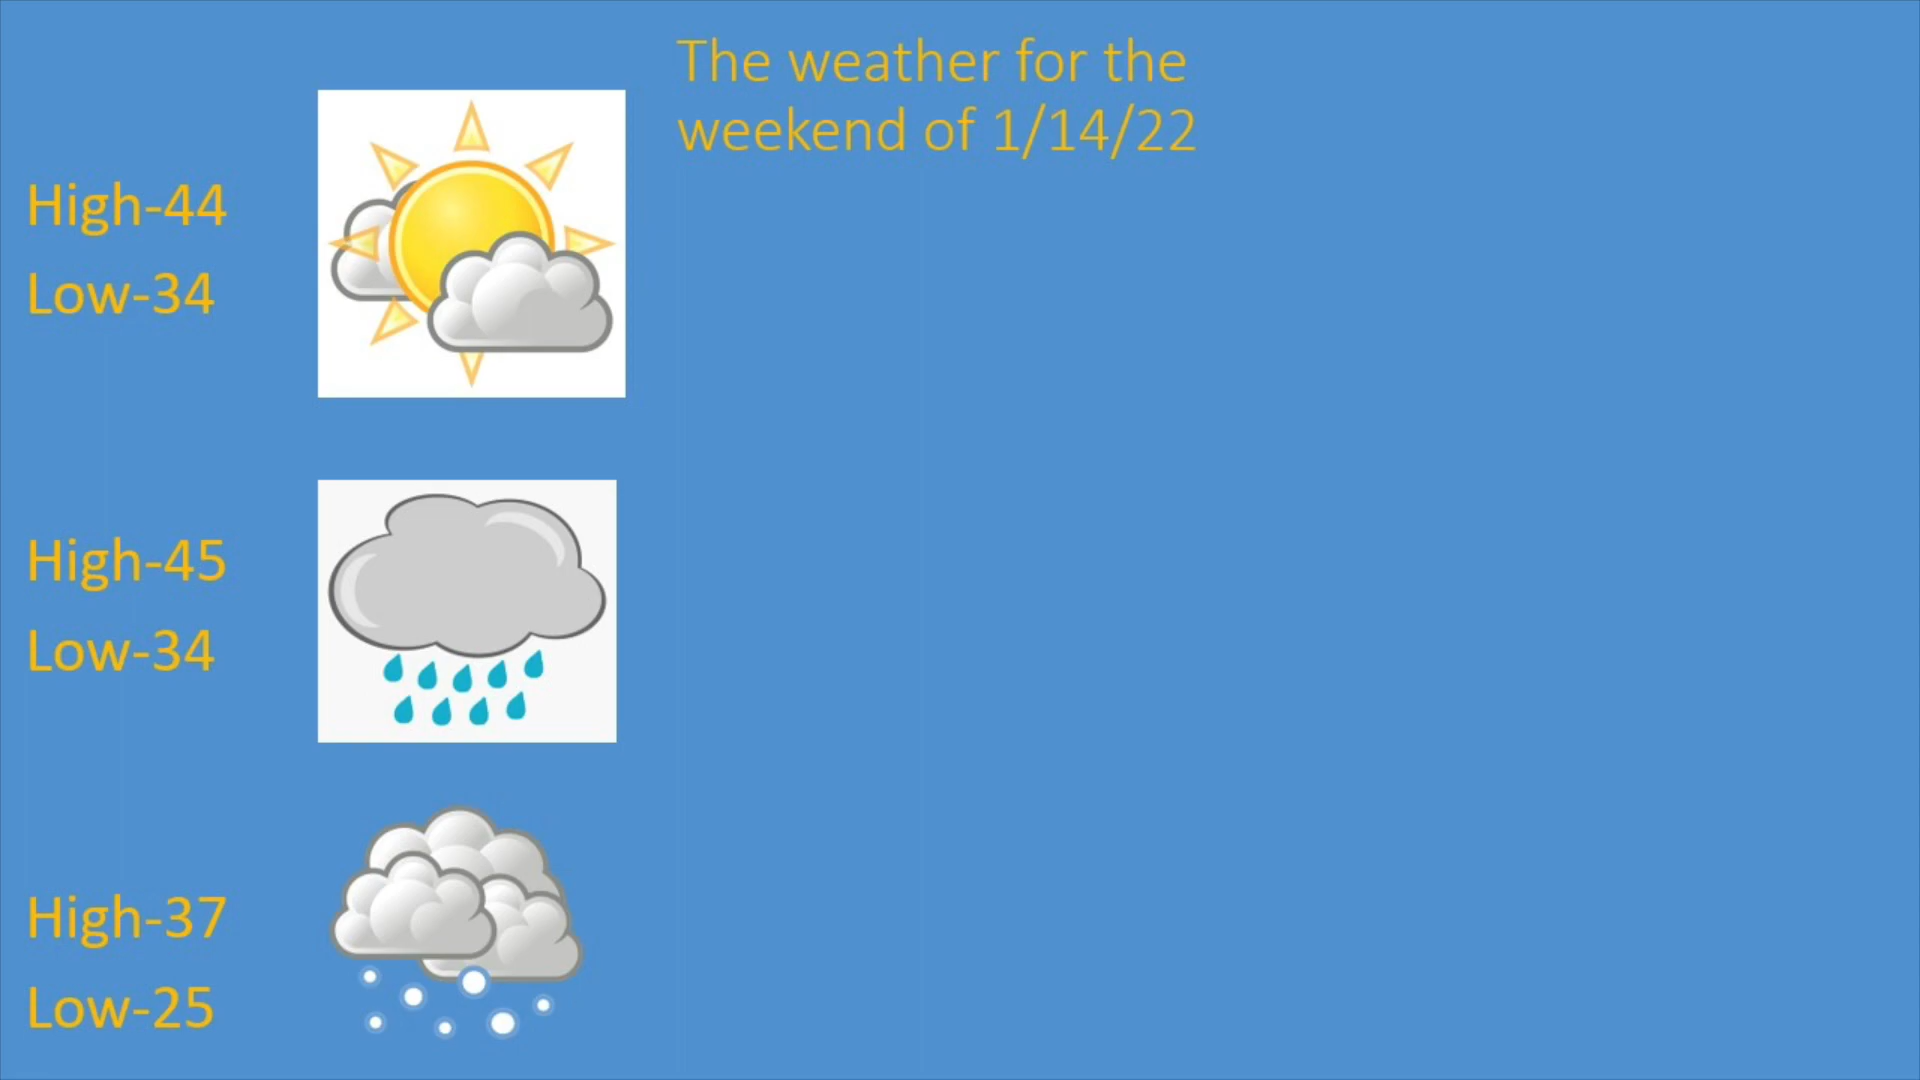 The weather for the
weekend of 1/14/22
High-44
Low-34
High-45
Low-34
High-37
Low-25